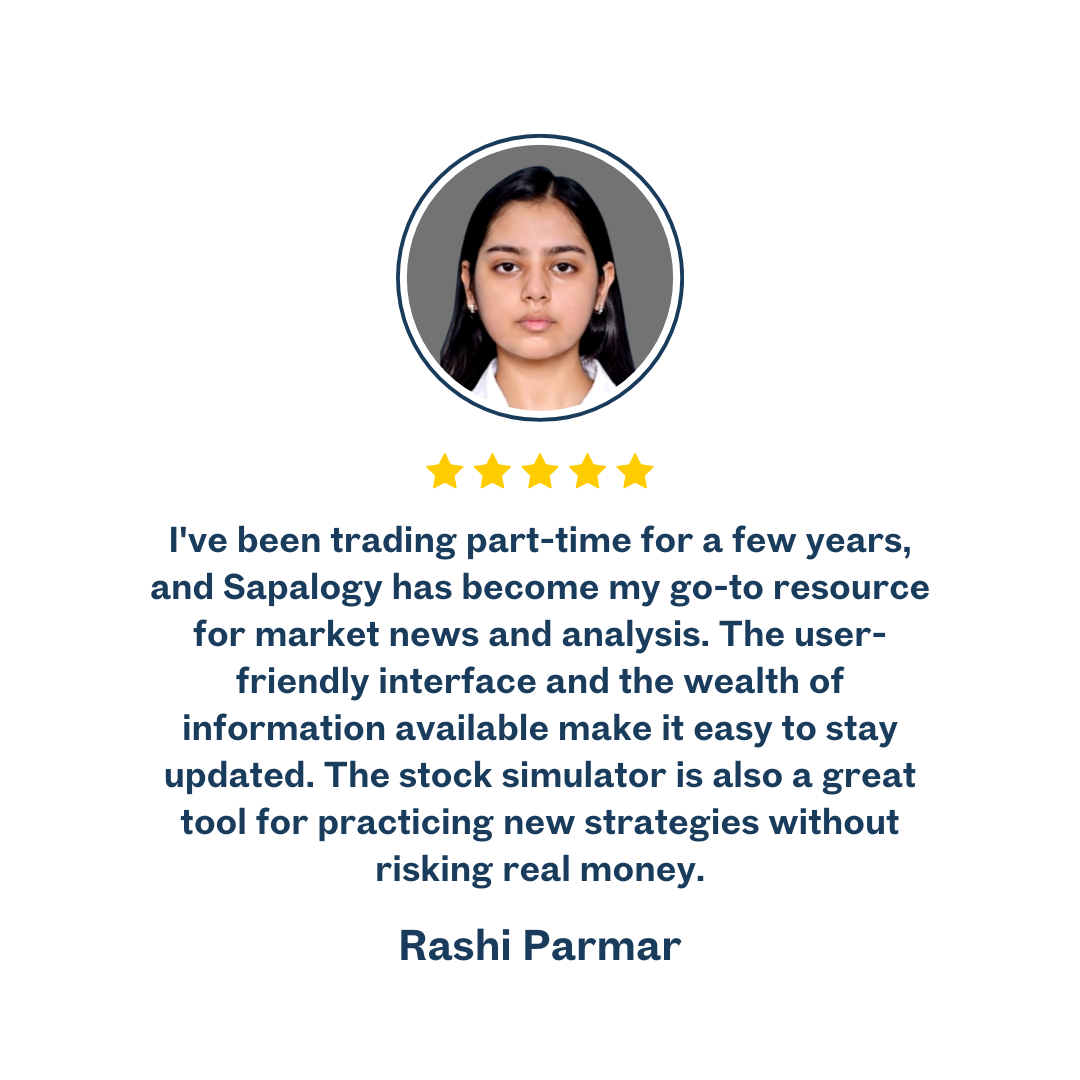 I've been trading part-time for a few years,
and Sapalogy has become my go-to resource
for market news and analysis. The user-
friendly interface and the wealth of
information available make it easy to stay
updated. The stock simulator is also a great
tool for practicing new strategies without
risking real money.
Rashi Parmar